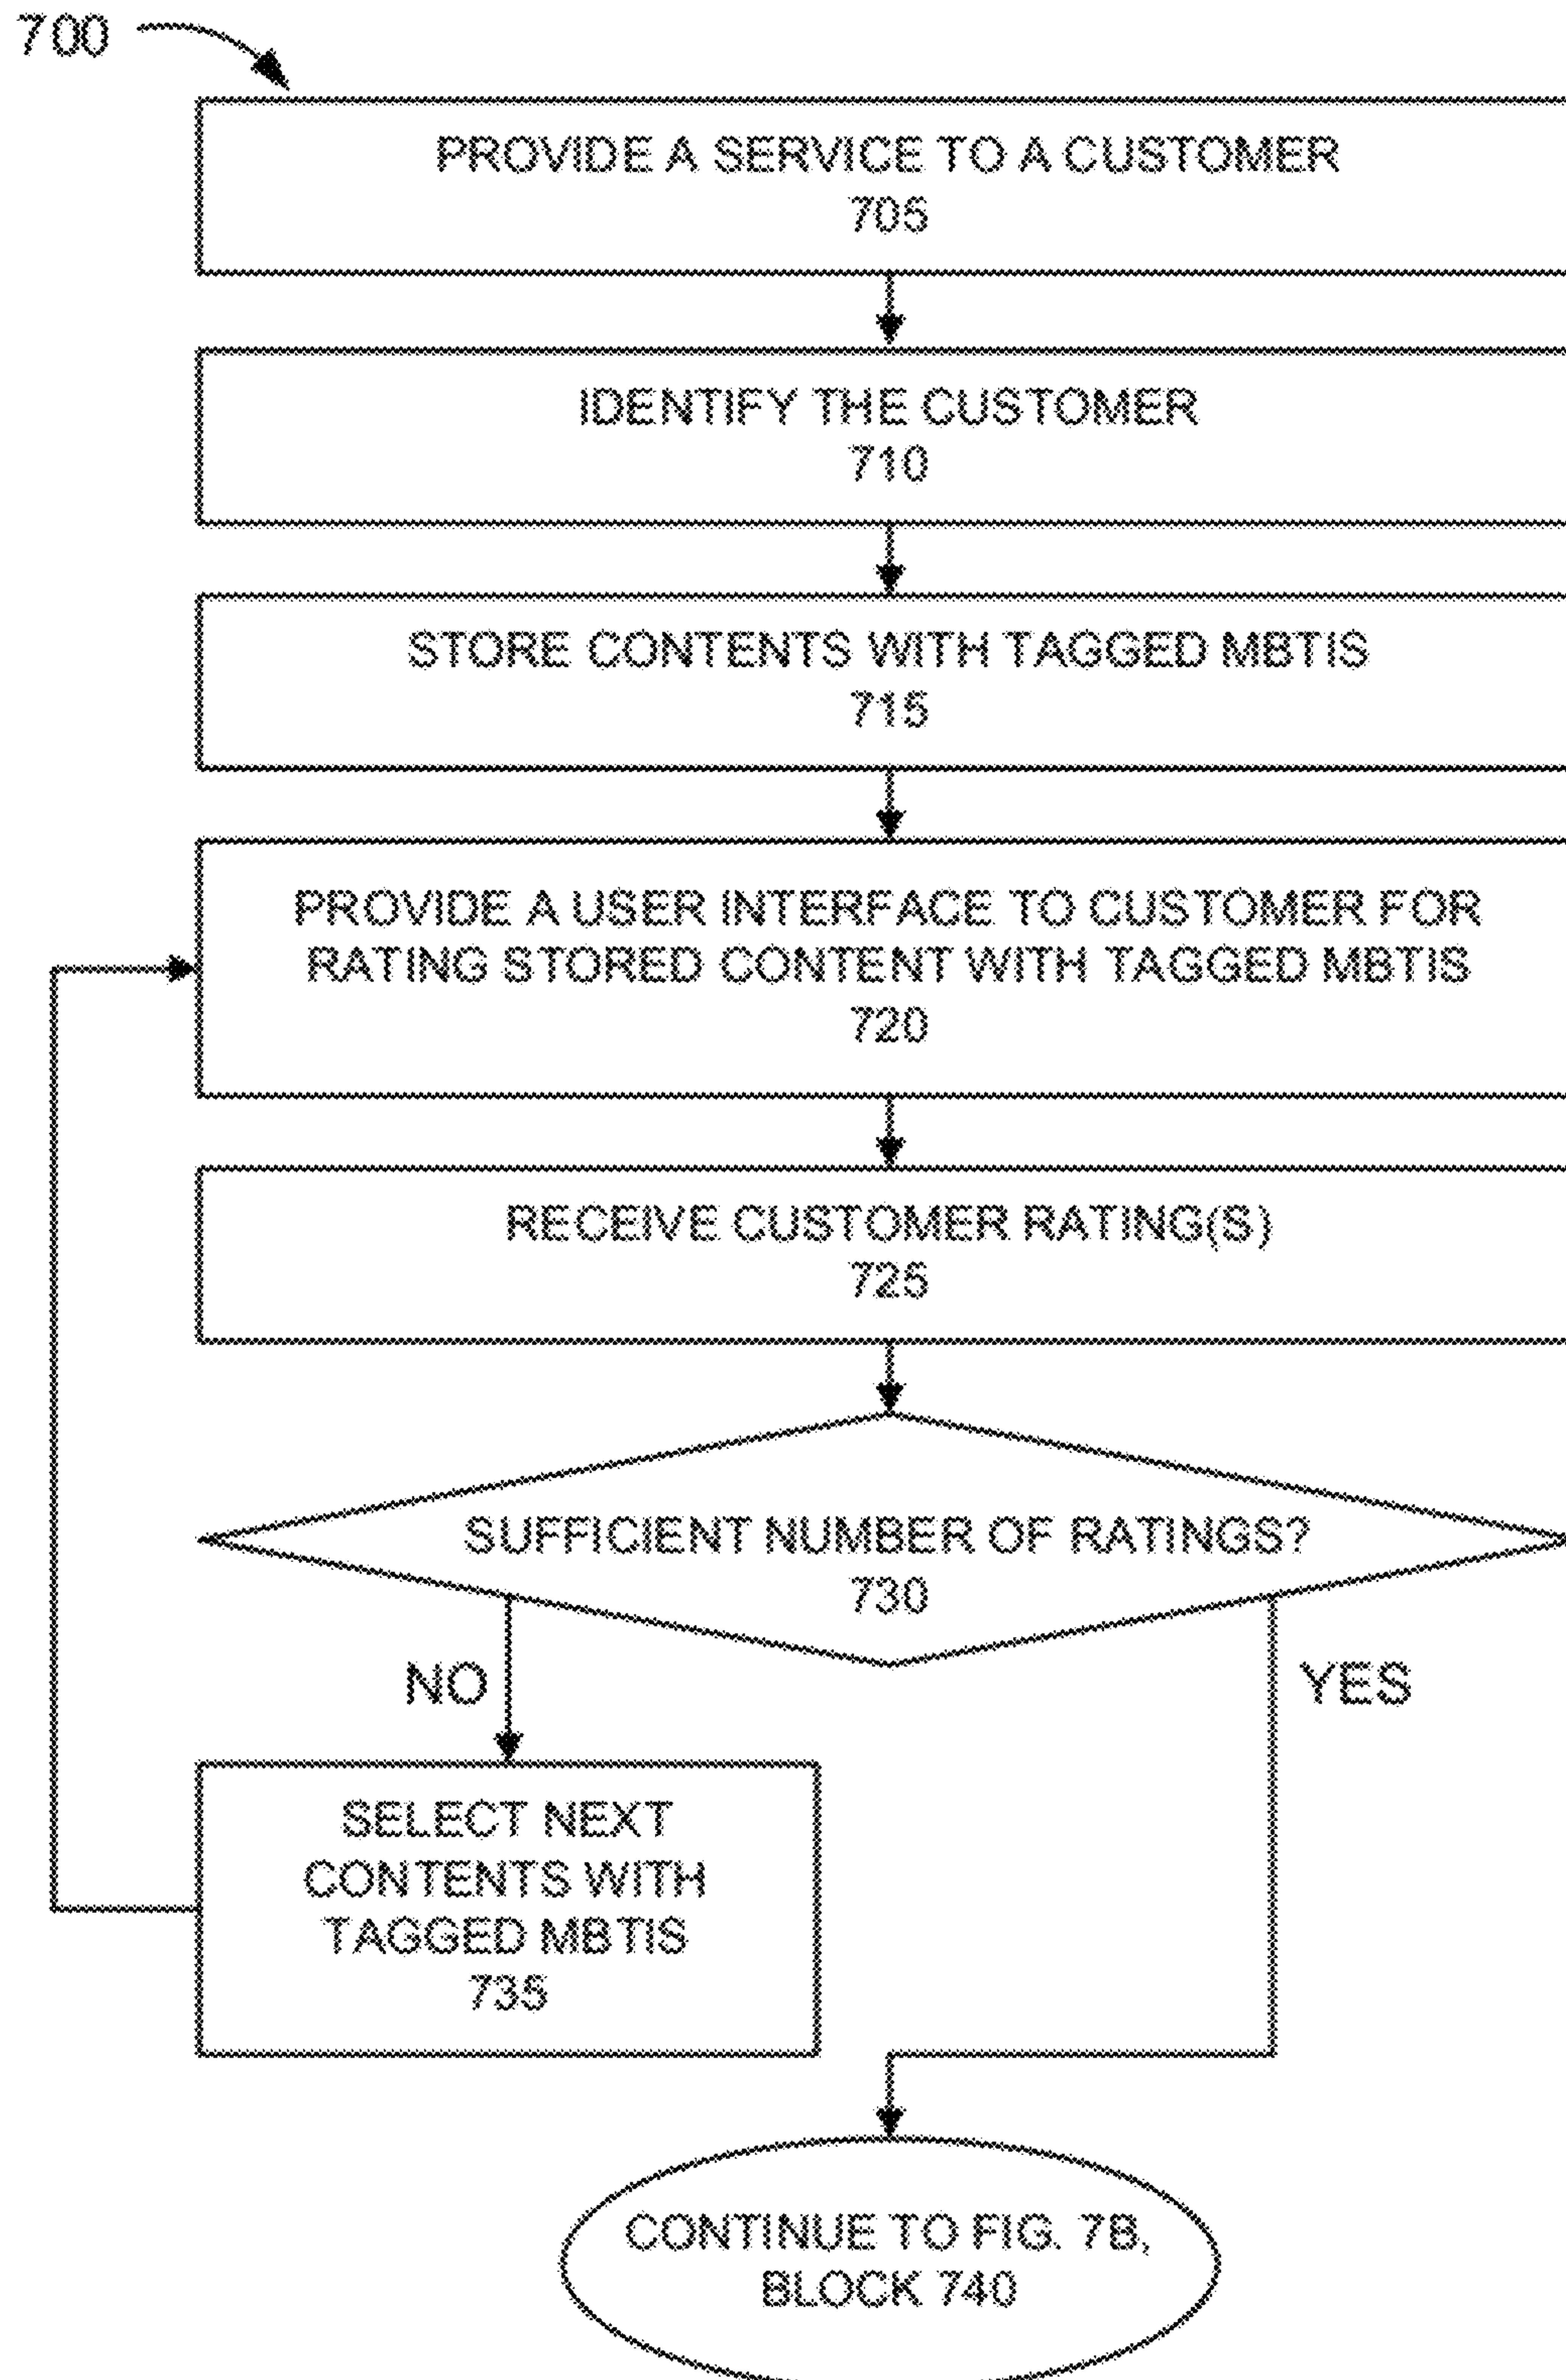 700
PROVIDE A SERVICE TO A CUSTOMER
705
IDENTIFY THE CUSTOMER
710
STORE CONTENTS WITH TAGGED MBTIS
715
PROVIDE A USER INTERFACE TO CUSTOMER FOR
RATING STORED CONTENT WITH TAGGED MBTIS
720
RECEIVE CUSTOMER RATING(S)
725
SUFFICIENT NUMBER OF RATINGS?
730
NO
YES
SELECT NEXT
CONTENTS WITH
TAGGED MBTIS
735
CONTINUE TO FIG. 7B,
BLOCK 740